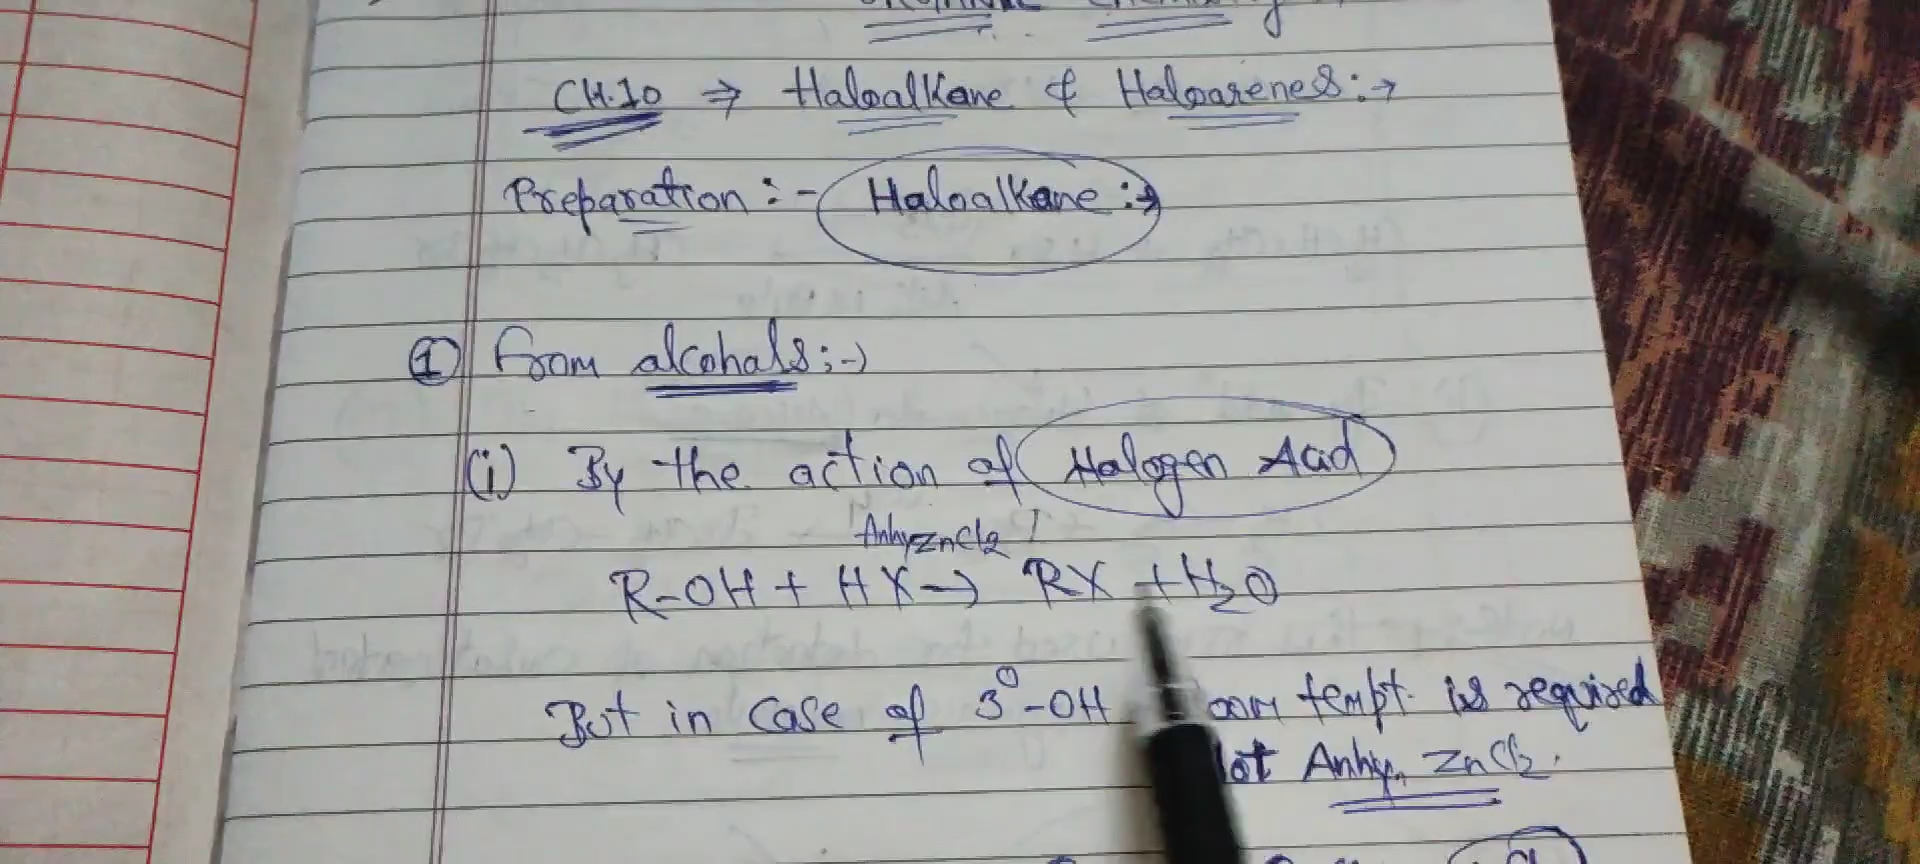 Chemistry
CH.10 ⇒ Haloalkane & Haloarenes:→
Preparation :- Haloalkane :→
① From alcohals:-)
(i) By the action of Halogen Acid
Anhy ZnCl2
R-OH + HX → RX + H2O
But in case of 3°-OH tempt. is required
Anhy. ZnCl2.